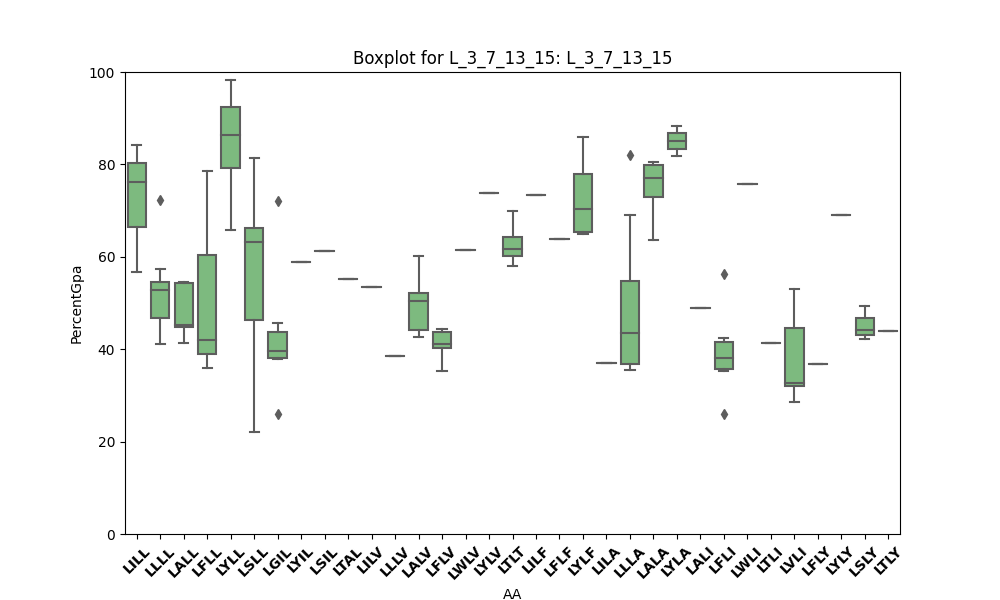 Boxplot for L_3_7_13_15: L_3_7_13_15
100
80
60
40
20
0
PercentGpa
LILL LLLL LALL LFLL LYLL LSLL LGIL LYIL LSIL LTAL LILV LLLV LALV LFLV LWLV LYLV LTLT LILF LFLF LYLF LILA LLLA LALA LYLA LALI LFLI LWLI LTLI LVLI LFLY LYLY LSLY LTLY
AA